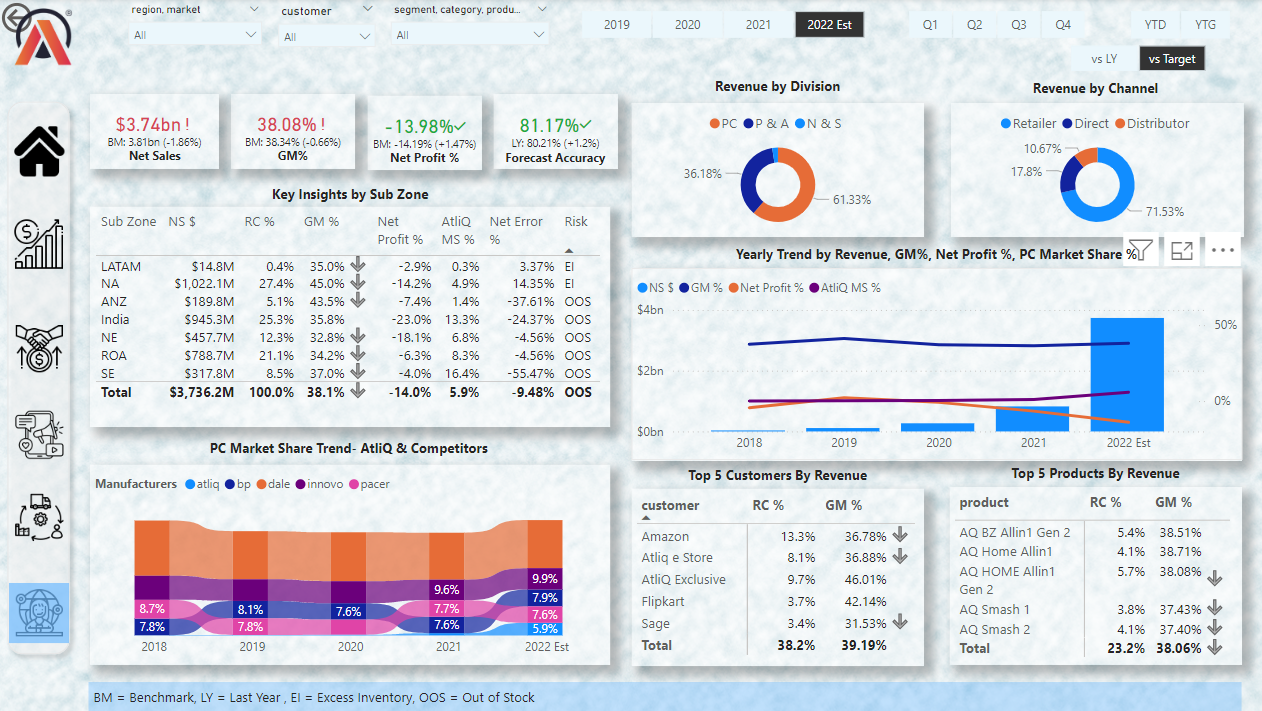 region, market
customer
segment, category, produ...
All
All
All
2019 2020 2021 2022 Est
Q1 Q2 Q3 Q4
YTD YTG
vs LY vs Target
$3.74bn !
BM: 3.81bn (-1.86%)
Net Sales
38.08% !
BM: 38.34% (-0.66%)
GM%
-13.98%✓
BM: -14.19% (+1.47%)
Net Profit %
81.17%✓
LY: 80.21% (+1.2%)
Forecast Accuracy
Revenue by Division
PC P & A N & S
36.18%
61.33%
Revenue by Channel
Retailer Direct Distributor
10.67%
17.8%
71.53%
Key Insights by Sub Zone
Sub Zone NS $ RC % GM % Net Profit % AtliQ MS % Net Error % Risk
LATAM $14.8M 0.4% 35.0% -2.9% 0.3% 3.37% EI
NA $1,022.1M 27.4% 45.0% -14.2% 4.9% 14.35% EI
ANZ $189.8M 5.1% 43.5% -7.4% 1.4% -37.61% OOS
India $945.3M 25.3% 35.8% -23.0% 13.3% -24.37% OOS
NE $457.7M 12.3% 32.8% -18.1% 6.8% -4.56% OOS
ROA $788.7M 21.1% 34.2% -6.3% 8.3% -4.56% OOS
SE $317.8M 8.5% 37.0% -4.0% 16.4% -55.47% OOS
Total $3,736.2M 100.0% 38.1% -14.0% 5.9% -9.48% OOS
Yearly Trend by Revenue, GM%, Net Profit %, PC Market Share %
NS $ GM % Net Profit % AtliQ MS %
$4bn
$2bn
$0bn
50%
0%
2018 2019 2020 2021 2022 Est
PC Market Share Trend- AtliQ & Competitors
Manufacturers atliq bp dale innovo pacer
8.7%
7.8%
8.1%
7.8%
7.6%
9.6%
7.7%
7.6%
9.9%
7.9%
7.6%
5.9%
2018 2019 2020 2021 2022 Est
Top 5 Customers By Revenue
customer RC % GM %
Amazon 13.3% 36.78%
Atliq e Store 8.1% 36.88%
AtliQ Exclusive 9.7% 46.01%
Flipkart 3.7% 42.14%
Sage 3.4% 31.53%
Total 38.2% 39.19%
Top 5 Products By Revenue
product RC % GM %
AQ BZ Allin1 Gen 2 5.4% 38.51%
AQ Home Allin1 4.1% 38.71%
AQ HOME Allin1 5.7% 38.08%
Gen 2
AQ Smash 1 3.8% 37.43%
AQ Smash 2 4.1% 37.40%
Total 23.2% 38.06%
BM = Benchmark, LY = Last Year , EI = Excess Inventory, OOS = Out of Stock